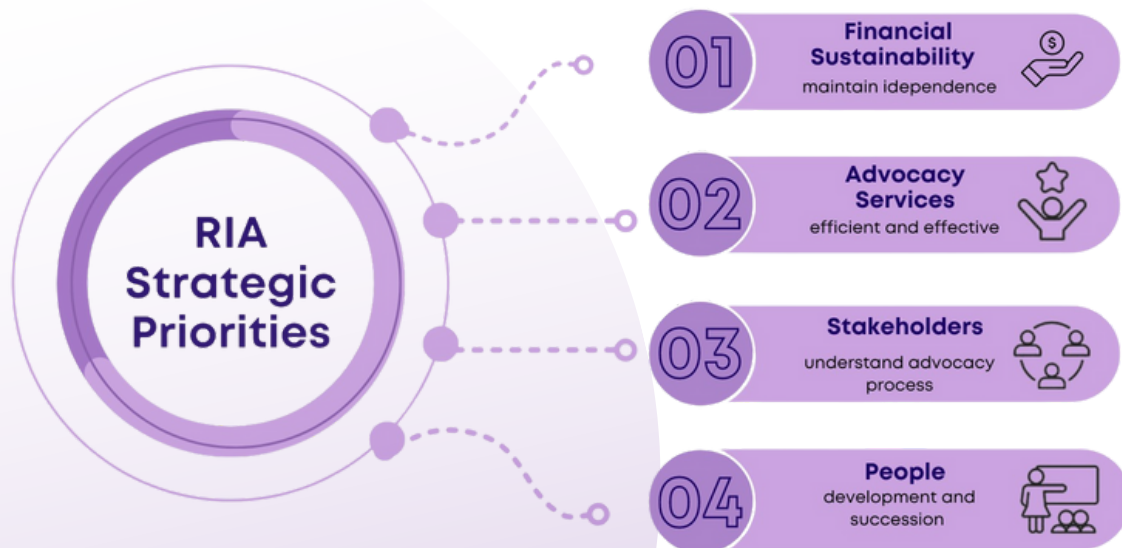 RIA
Strategic
Priorities
01
Financial
Sustainability
maintain idependence
$
02
Advocacy
Services
efficient and effective
03
Stakeholders
understand advocacy
process
04
People
development and
succession